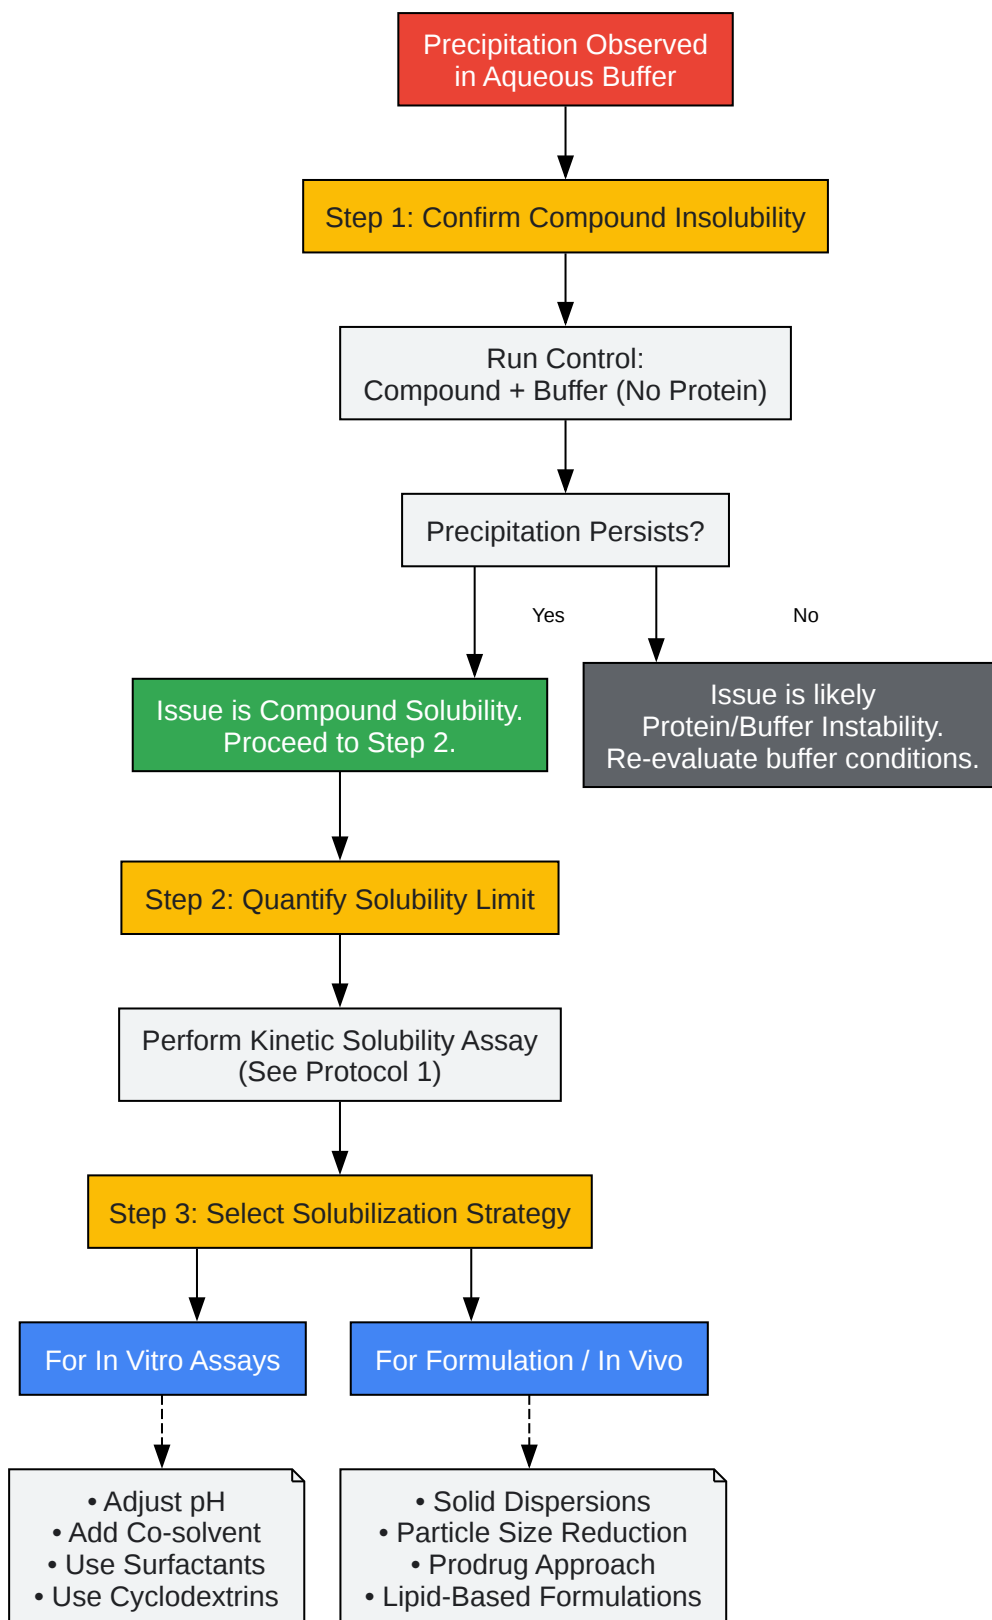 Precipitation Observed
in Aqueous Buffer
Step 1: Confirm Compound Insolubility
Run Control:
Compound + Buffer (No Protein)
Precipitation Persists?
Yes
No
Issue is Compound Solubility.
Proceed to Step 2.
Issue is likely
Protein/Buffer Instability.
Re-evaluate buffer conditions.
Step 2: Quantify Solubility Limit
Perform Kinetic Solubility Assay
(See Protocol 1)
Step 3: Select Solubilization Strategy
For In Vitro Assays
For Formulation / In Vivo
• Adjust pH
• Add Co-solvent
• Use Surfactants
• Use Cyclodextrins
• Solid Dispersions
• Particle Size Reduction
• Prodrug Approach
• Lipid-Based Formulations